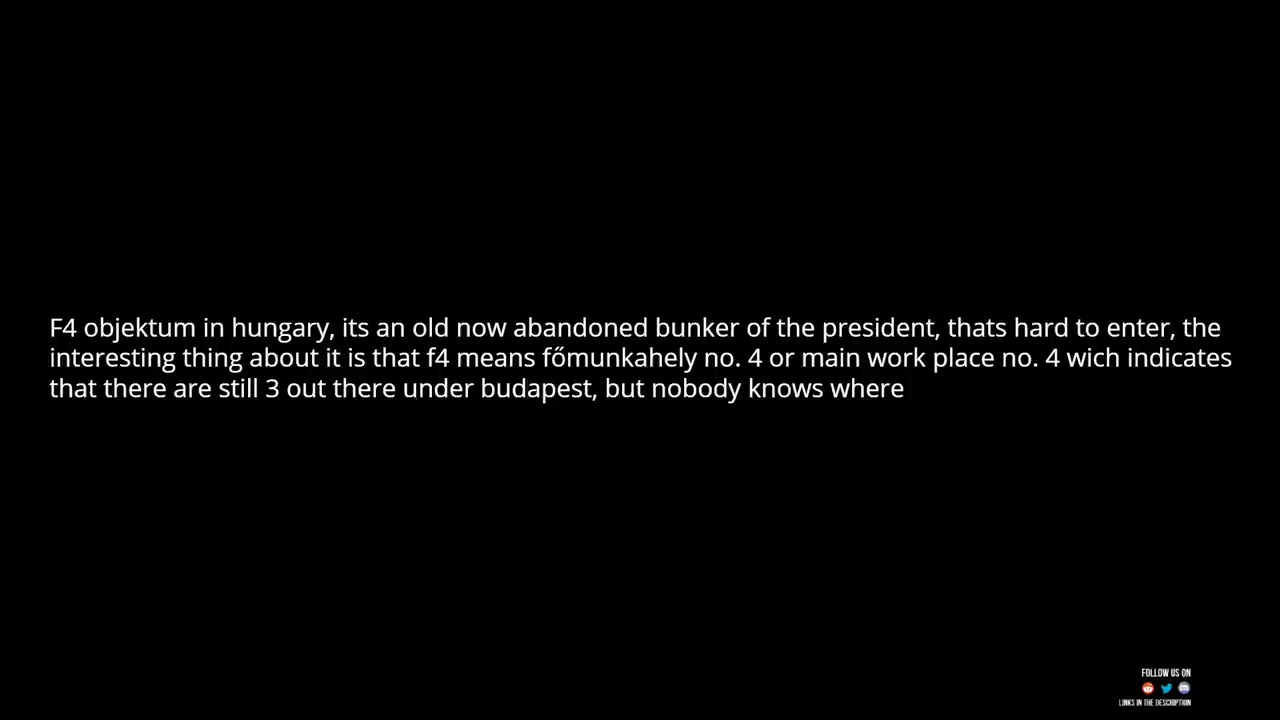 F4 objektum in hungary, its an old now abandoned bunker of the president, thats hard to enter, the
interesting thing about it is that f4 means főmunkahely no. 4 or main work place no. 4 wich indicates
that there are still 3 out there under budapest, but nobody knows where
FOLLOW US ON
LINKS IN THE DESCRIPTION